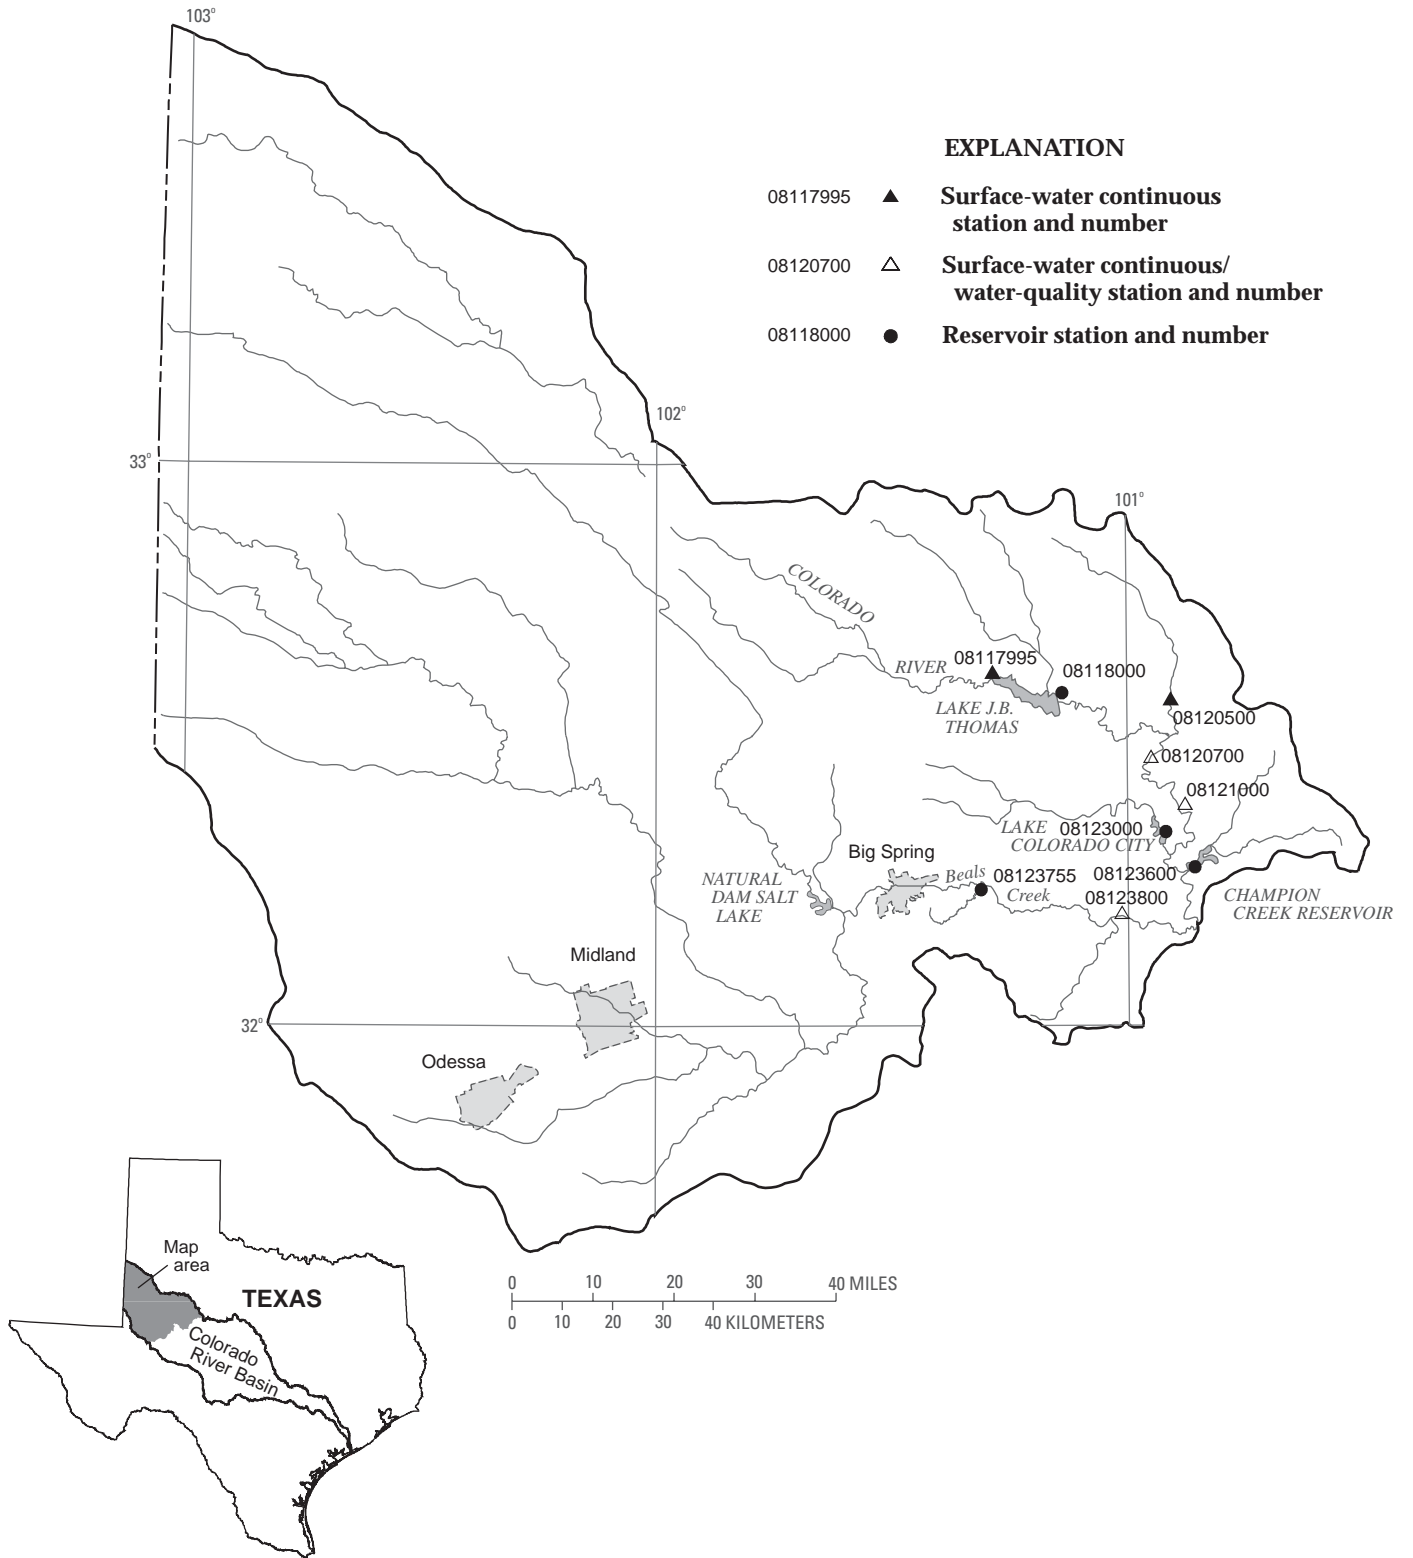 103°
EXPLANATION
08117995 Surface-water continuous
station and number
08120700 Surface-water continuous/
water-quality station and number
08118000 Reservoir station and number
102°
33°
101°
COLORADO
RIVER
08117995
08118000
LAKE J.B.
THOMAS
08120500
08120700
08121000
LAKE
COLORADO CITY
08123000
Big Spring
Beals
Creek
08123755
08123600
08123800
NATURAL
DAM SALT
LAKE
CHAMPION
CREEK RESERVOIR
Midland
32°
Odessa
Map
area
TEXAS
Colorado
River Basin
0 10 20 30 40 MILES
0 10 20 30 40 KILOMETERS